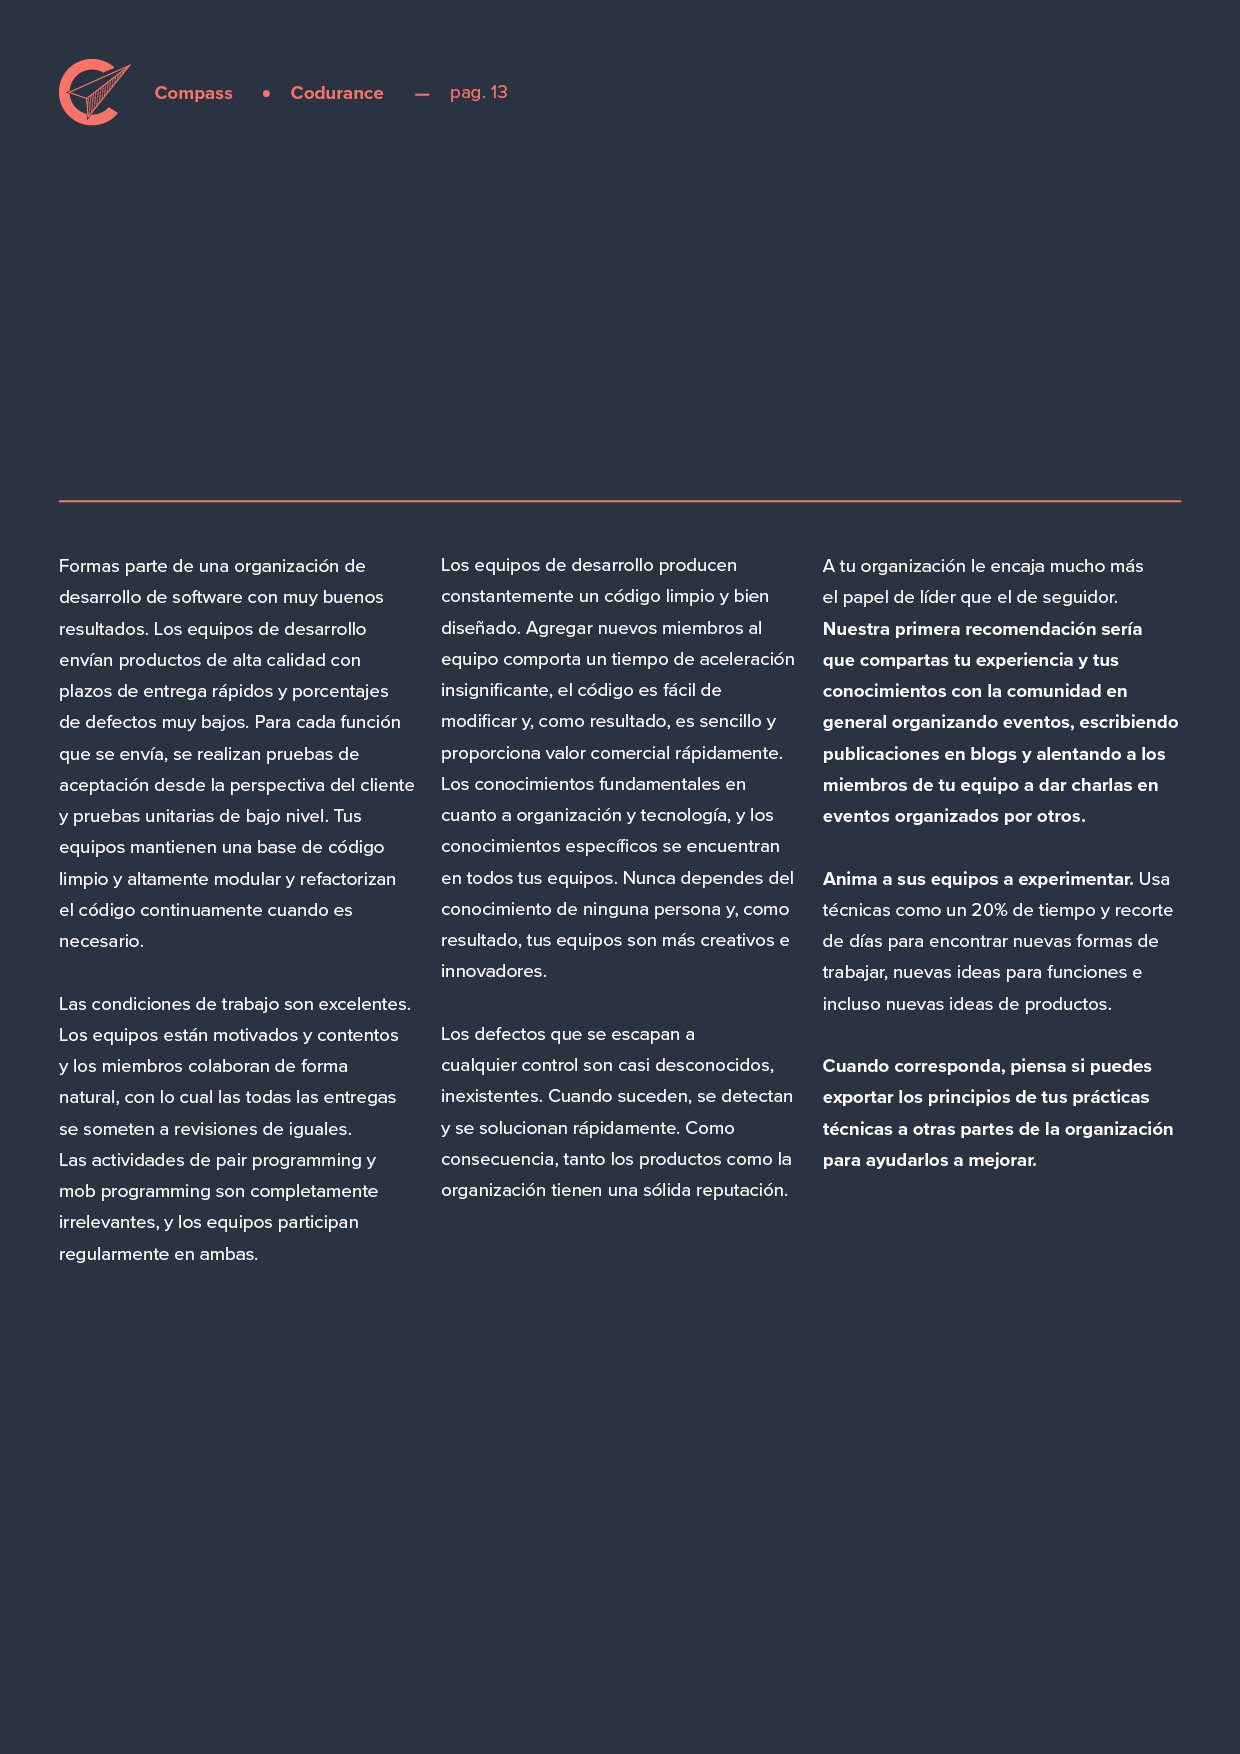 Compass • Codurance — pag. 13
Formas parte de una organización de
desarrollo de software con muy buenos
resultados. Los equipos de desarrollo
envían productos de alta calidad con
plazos de entrega rápidos y porcentajes
de defectos muy bajos. Para cada función
que se envía, se realizan pruebas de
aceptación desde la perspectiva del cliente
y pruebas unitarias de bajo nivel. Tus
equipos mantienen una base de código
limpio y altamente modular y refactorizan
el código continuamente cuando es
necesario.
Las condiciones de trabajo son excelentes.
Los equipos están motivados y contentos
y los miembros colaboran de forma
natural, con lo cual las todas las entregas
se someten a revisiones de iguales.
Las actividades de pair programming y
mob programming son completamente
irrelevantes, y los equipos participan
regularmente en ambas.
Los equipos de desarrollo producen
constantemente un código limpio y bien
diseñado. Agregar nuevos miembros al
equipo comporta un tiempo de aceleración
insignificante, el código es fácil de
modificar y, como resultado, es sencillo y
proporciona valor comercial rápidamente.
Los conocimientos fundamentales en
cuanto a organización y tecnología, y los
conocimientos específicos se encuentran
en todos tus equipos. Nunca dependes del
conocimiento de ninguna persona y, como
resultado, tus equipos son más creativos e
innovadores.
Los defectos que se escapan a
cualquier control son casi desconocidos,
inexistentes. Cuando suceden, se detectan
y se solucionan rápidamente. Como
consecuencia, tanto los productos como la
organización tienen una sólida reputación.
A tu organización le encaja mucho más
el papel de líder que el de seguidor.
Nuestra primera recomendación sería
que compartas tu experiencia y tus
conocimientos con la comunidad en
general organizando eventos, escribiendo
publicaciones en blogs y alentando a los
miembros de tu equipo a dar charlas en
eventos organizados por otros.
Anima a sus equipos a experimentar. Usa
técnicas como un 20% de tiempo y recorte
de días para encontrar nuevas formas de
trabajar, nuevas ideas para funciones e
incluso nuevas ideas de productos.
Cuando corresponda, piensa si puedes
exportar los principios de tus prácticas
técnicas a otras partes de la organización
para ayudarlos a mejorar.